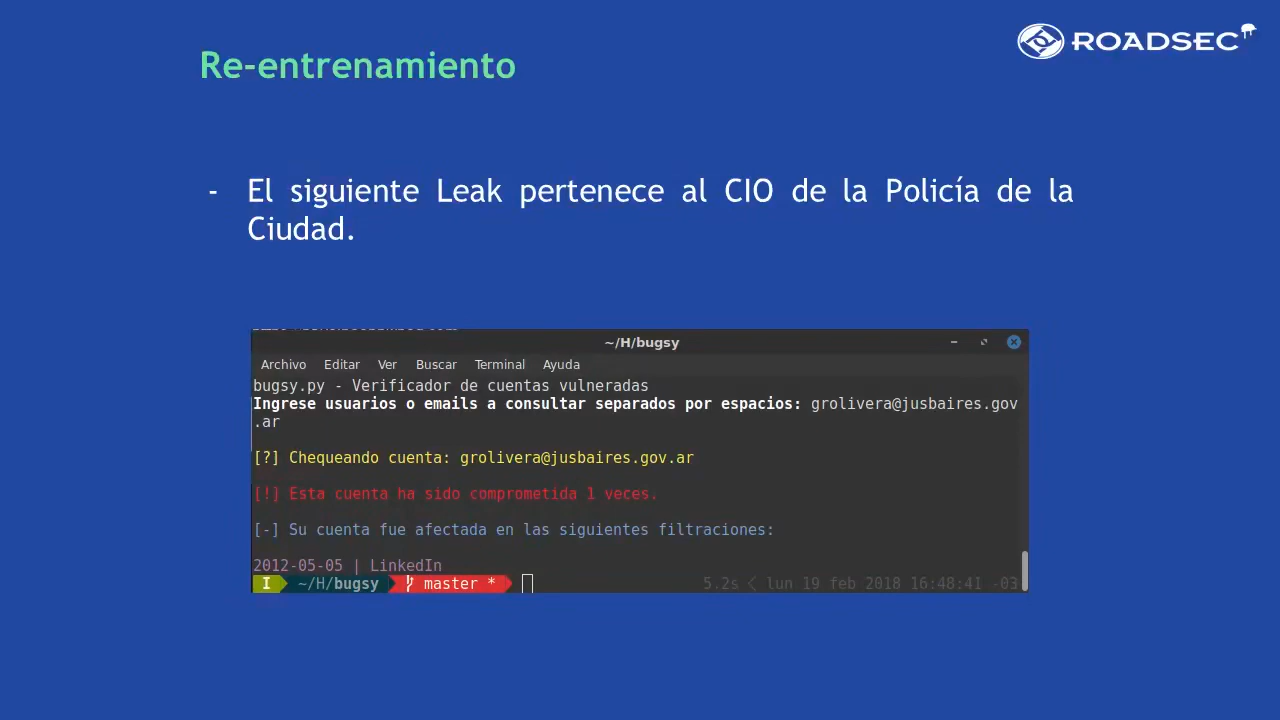 Re-entrenamiento
ROADSEC
- El siguiente Leak pertenece al CIO de la Policía de la
Ciudad.
~/H/bugsy
Archivo Editar Ver Buscar Terminal Ayuda
bugsy.py - Verificador de cuentas vulneradas
Ingrese usuarios o emails a consultar separados por espacios: grolivera@jusbaires.gov
.ar
[?] Chequeando cuenta: grolivera@jusbaires.gov.ar
[!] Esta cuenta ha sido comprometida 1 veces.
[-] Su cuenta fue afectada en las siguientes filtraciones:
2012-05-05 | LinkedIn
I ~/H/bugsy master * 5.2s < lun 19 feb 2018 16:48:41 -03